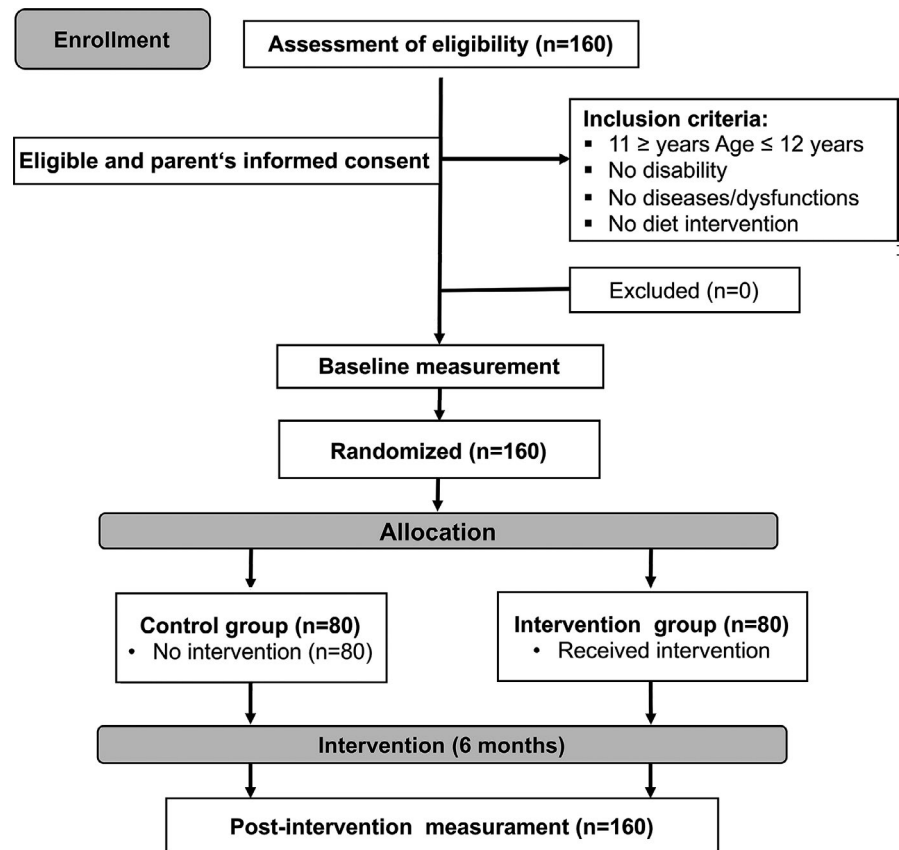 Enrollment
Assessment of eligibility (n=160)
Inclusion criteria:
▪ 11 ≥ years Age ≤ 12 years
▪ No disability
▪ No diseases/dysfunctions
▪ No diet intervention
Eligible and parent‘s informed consent
Excluded (n=0)
Baseline measurement
Randomized (n=160)
Allocation
Control group (n=80)
• No intervention (n=80)
Intervention group (n=80)
• Received intervention
Intervention (6 months)
Post-intervention measurament (n=160)